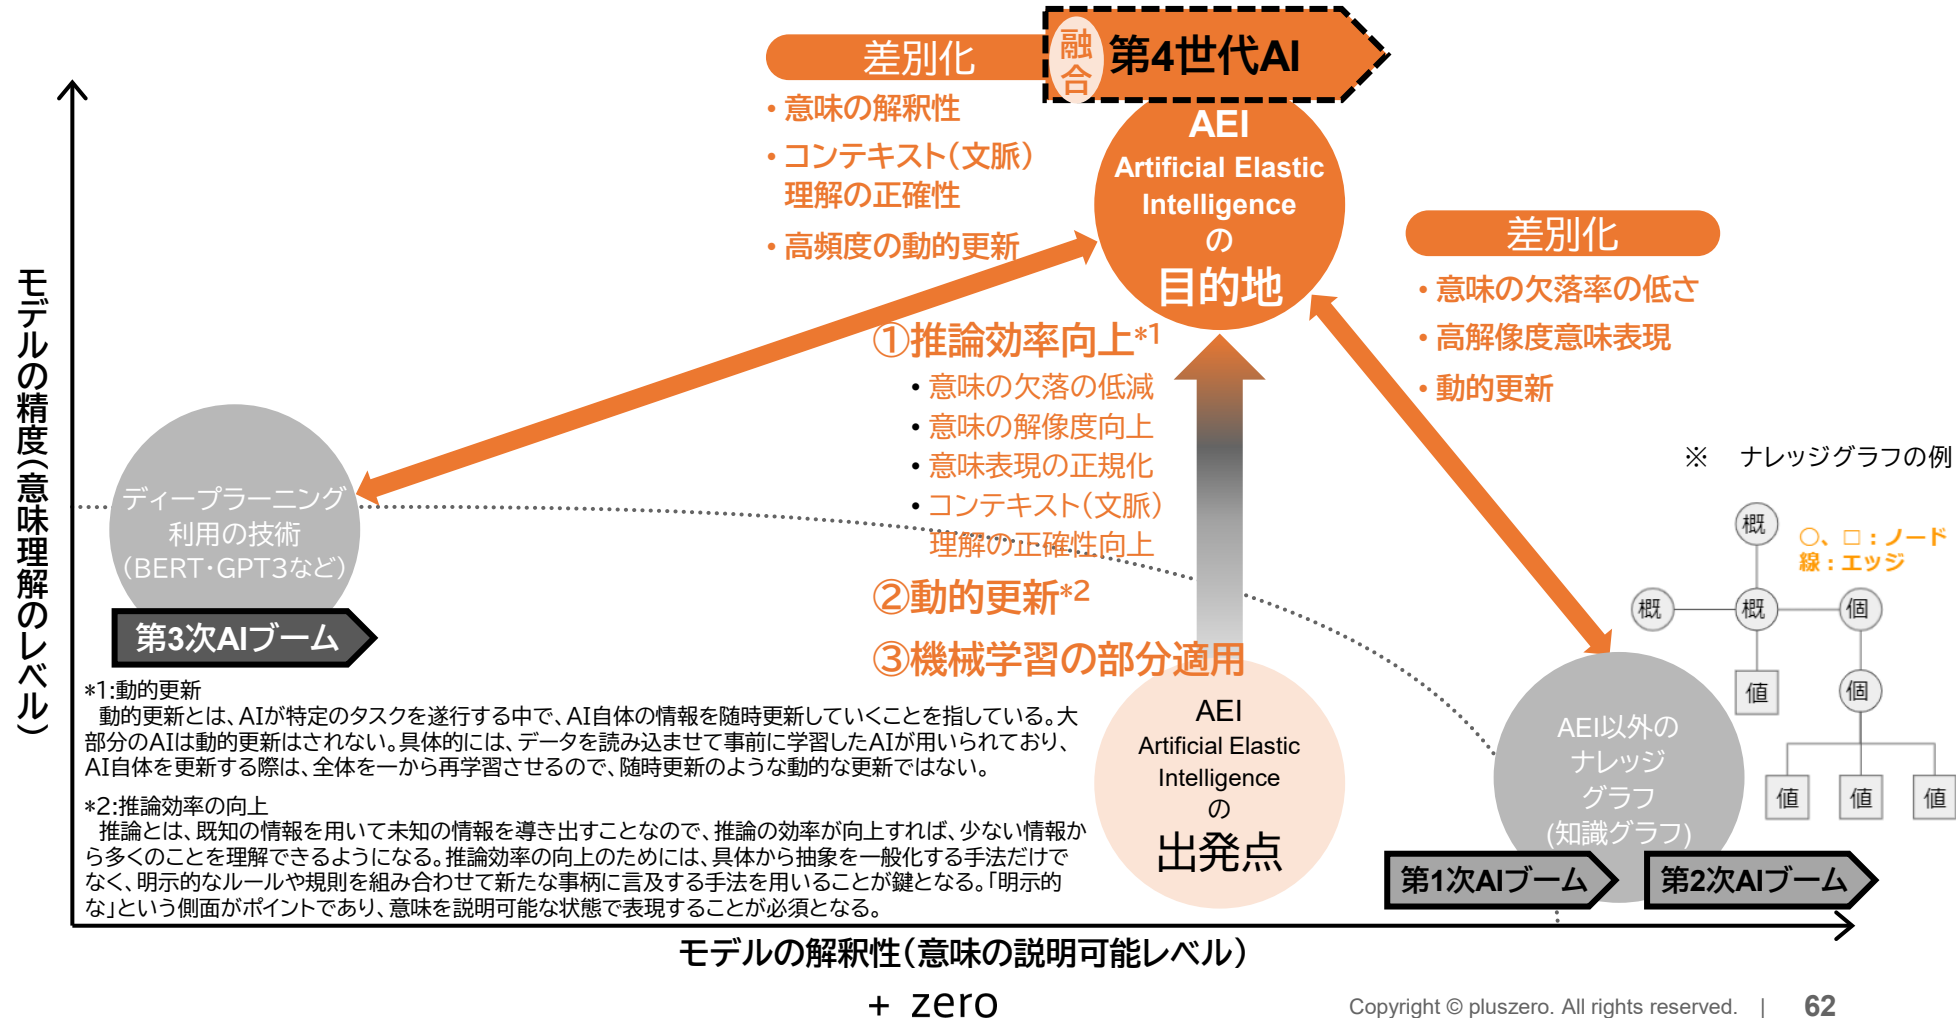 差別化
融合
第4世代AI
・意味の解釈性
・コンテキスト(文脈)
理解の正確性
・高頻度の動的更新
AEI
Artificial Elastic
Intelligence
の
目的地
差別化
・意味の欠落率の低さ
・高解像度意味表現
・動的更新
モデルの精度(意味理解のレベル)
①推論効率向上*1
・意味の欠落の低減
・意味の解像度向上
・意味表現の正規化
・コンテキスト(文脈)
理解の正確性向上
②動的更新*2
③機械学習の部分適用
ディープラーニング
利用の技術
(BERT・GPT3など)
第3次AIブーム
※ ナレッジグラフの例
概
○、□：ノード
線：エッジ
概
概
個
値
個
値
値
値
*1:動的更新
動的更新とは、AIが特定のタスクを遂行する中で、AI自体の情報を随時更新していくことを指している。大
部分のAIは動的更新はされない。具体的には、データを読み込ませて事前に学習したAIが用いられており、
AI自体を更新する際は、全体を一から再学習させるので、随時更新のような動的な更新ではない。
*2:推論効率の向上
推論とは、既知の情報を用いて未知の情報を導き出すことなので、推論の効率が向上すれば、少ない情報か
ら多くのことを理解できるようになる。推論効率の向上のためには、具体から抽象を一般化する手法だけで
なく、明示的なルールや規則を組み合わせて新たな事柄に言及する手法を用いることが鍵となる。「明示的
な」という側面がポイントであり、意味を説明可能な状態で表現することが必須となる。
AEI
Artificial Elastic
Intelligence
の
出発点
AEI以外の
ナレッジ
グラフ
(知識グラフ)
第1次AIブーム
第2次AIブーム
モデルの解釈性(意味の説明可能レベル)
+ zero
Copyright © pluszero. All rights reserved. | 62